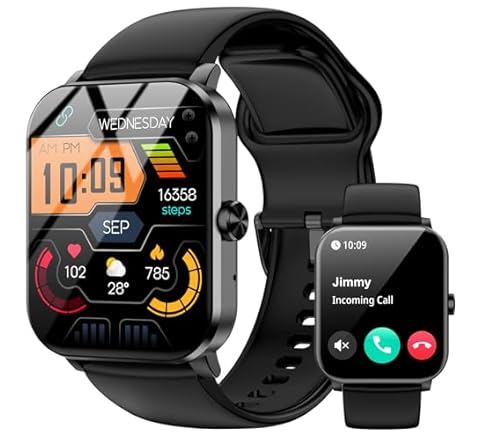 WEDNESDAY
AM PM
10:09
16358
steps
SEP
102
28°
785
10:09
Jimmy
Incoming Call